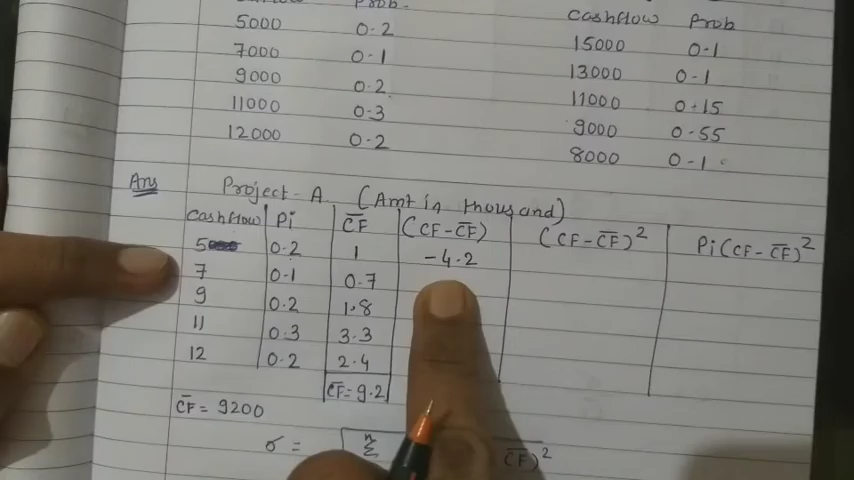 Prob.
Cashflow Prob
5000 0.2
15000 0.1
7000 0.1
13000 0.1
9000 0.2
11000 0.15
11000 0.3
9000 0.55
12000 0.2
8000 0.1
Ans Project-A (Amt in thousand)
Cashflow Pi CF̅ (CF-CF̅) (CF-CF̅)² Pi(CF-CF̅)²
5 0.2 1 -4.2
7 0.1 0.7
9 0.2 1.8
11 0.3 3.3
12 0.2 2.4
CF̅=9.2
CF̅ = 9200
σ = √ n Σ CF̅)²